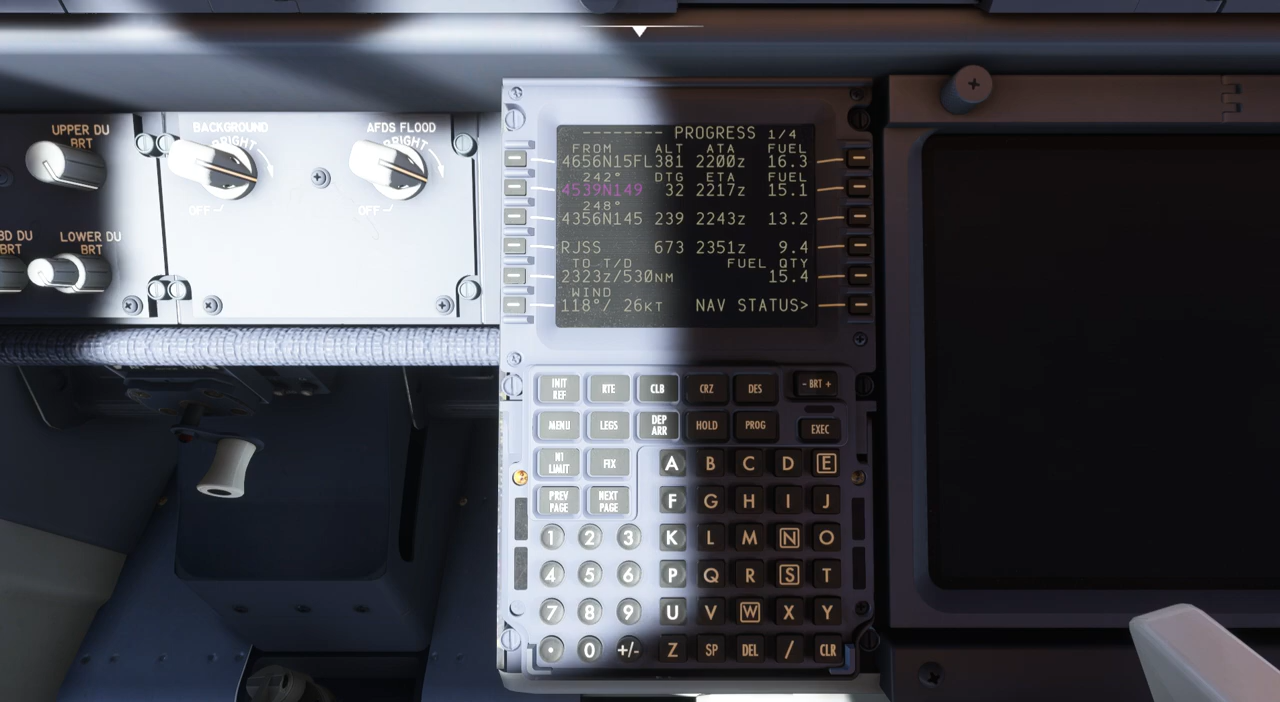 UPPER DU
BRT
BACKGROUND
BRIGHT
OFF
AFDS FLOOD
BRIGHT
OFF
BD DU
BRT
LOWER DU
BRT
-------- PROGRESS 1/4
FROM ALT ATA FUEL
4656N15FL381 2200z 16.3
242° DTG ETA FUEL
4539N149 32 2217z 15.1
248°
4356N145 239 2243z 13.2
RJSS 673 2351z 9.4
TO T/D FUEL QTY
2323z/530NM 15.4
WIND
118°/ 26KT NAV STATUS>
INIT REF RTE CLB CRZ DES - BRT +
MENU LEGS DEP ARR HOLD PROG EXEC
N1 LIMIT FIX A B C D E
PREV PAGE NEXT PAGE F G H I J
1 2 3 K L M N O
4 5 6 P Q R S T
7 8 9 U V W X Y
. 0 +/- Z SP DEL / CLR